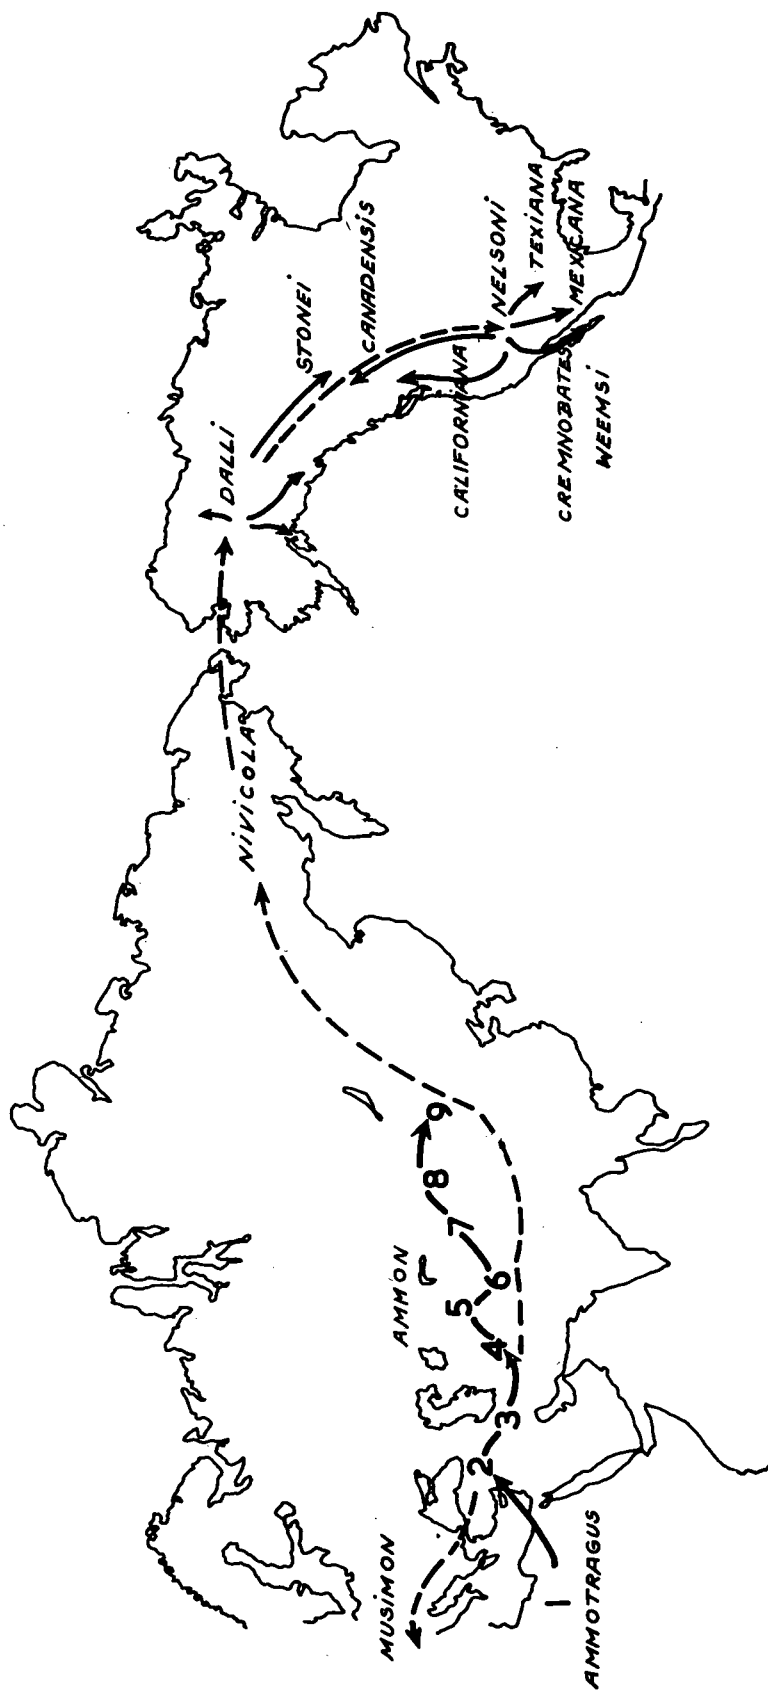 STONEI
CANADENSIS
DALLI
NELSONI
TEXIANA
MEXICANA
CALIFORNIANA
CREMNOBATES
WEEMSI
NIVICOLA
AMMON
9
8
7
6
5
4
3
2
MUSIMON
1
AMMOTRAGUS